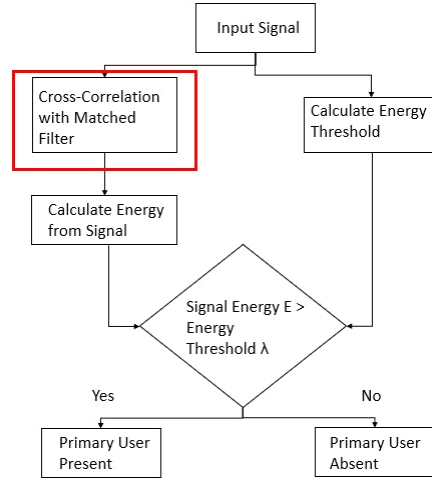 Input Signal
Cross-Correlation
with Matched
Filter
Calculate Energy
Threshold
Calculate Energy
from Signal
Signal Energy E >
Energy
Threshold λ
Yes
No
Primary User
Present
Primary User
Absent